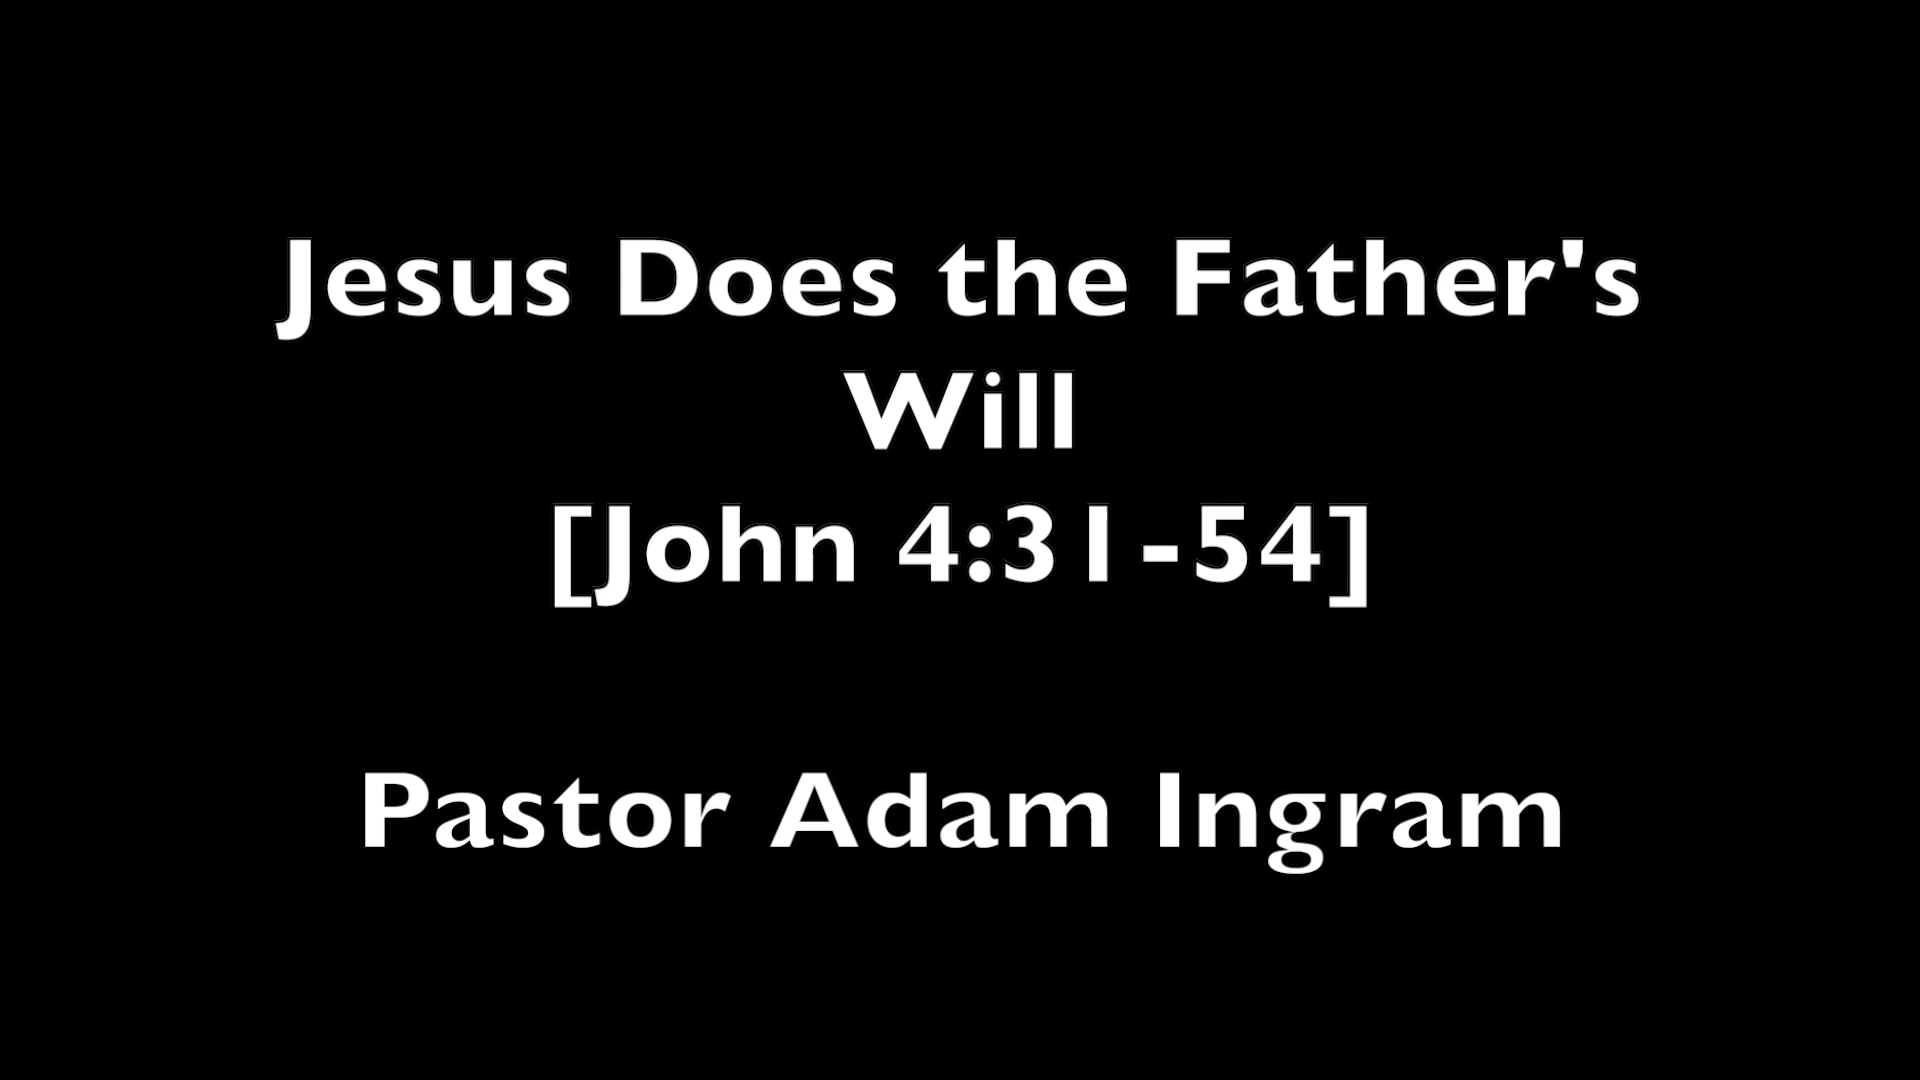 Jesus Does the Father's
Will
[John 4:31-54]
Pastor Adam Ingram